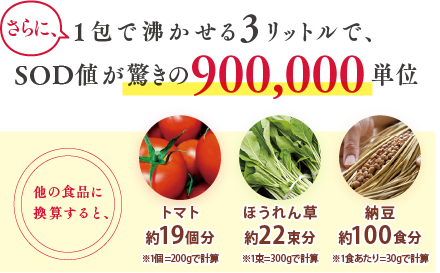 さらに、
1包で沸かせる3リットルで、
SOD値が驚きの900,000単位
他の食品に
換算すると、
トマト
約19個分
※1個=200gで計算
ほうれん草
約22束分
※1束=300gで計算
納豆
約100食分
※1食あたり=30gで計算